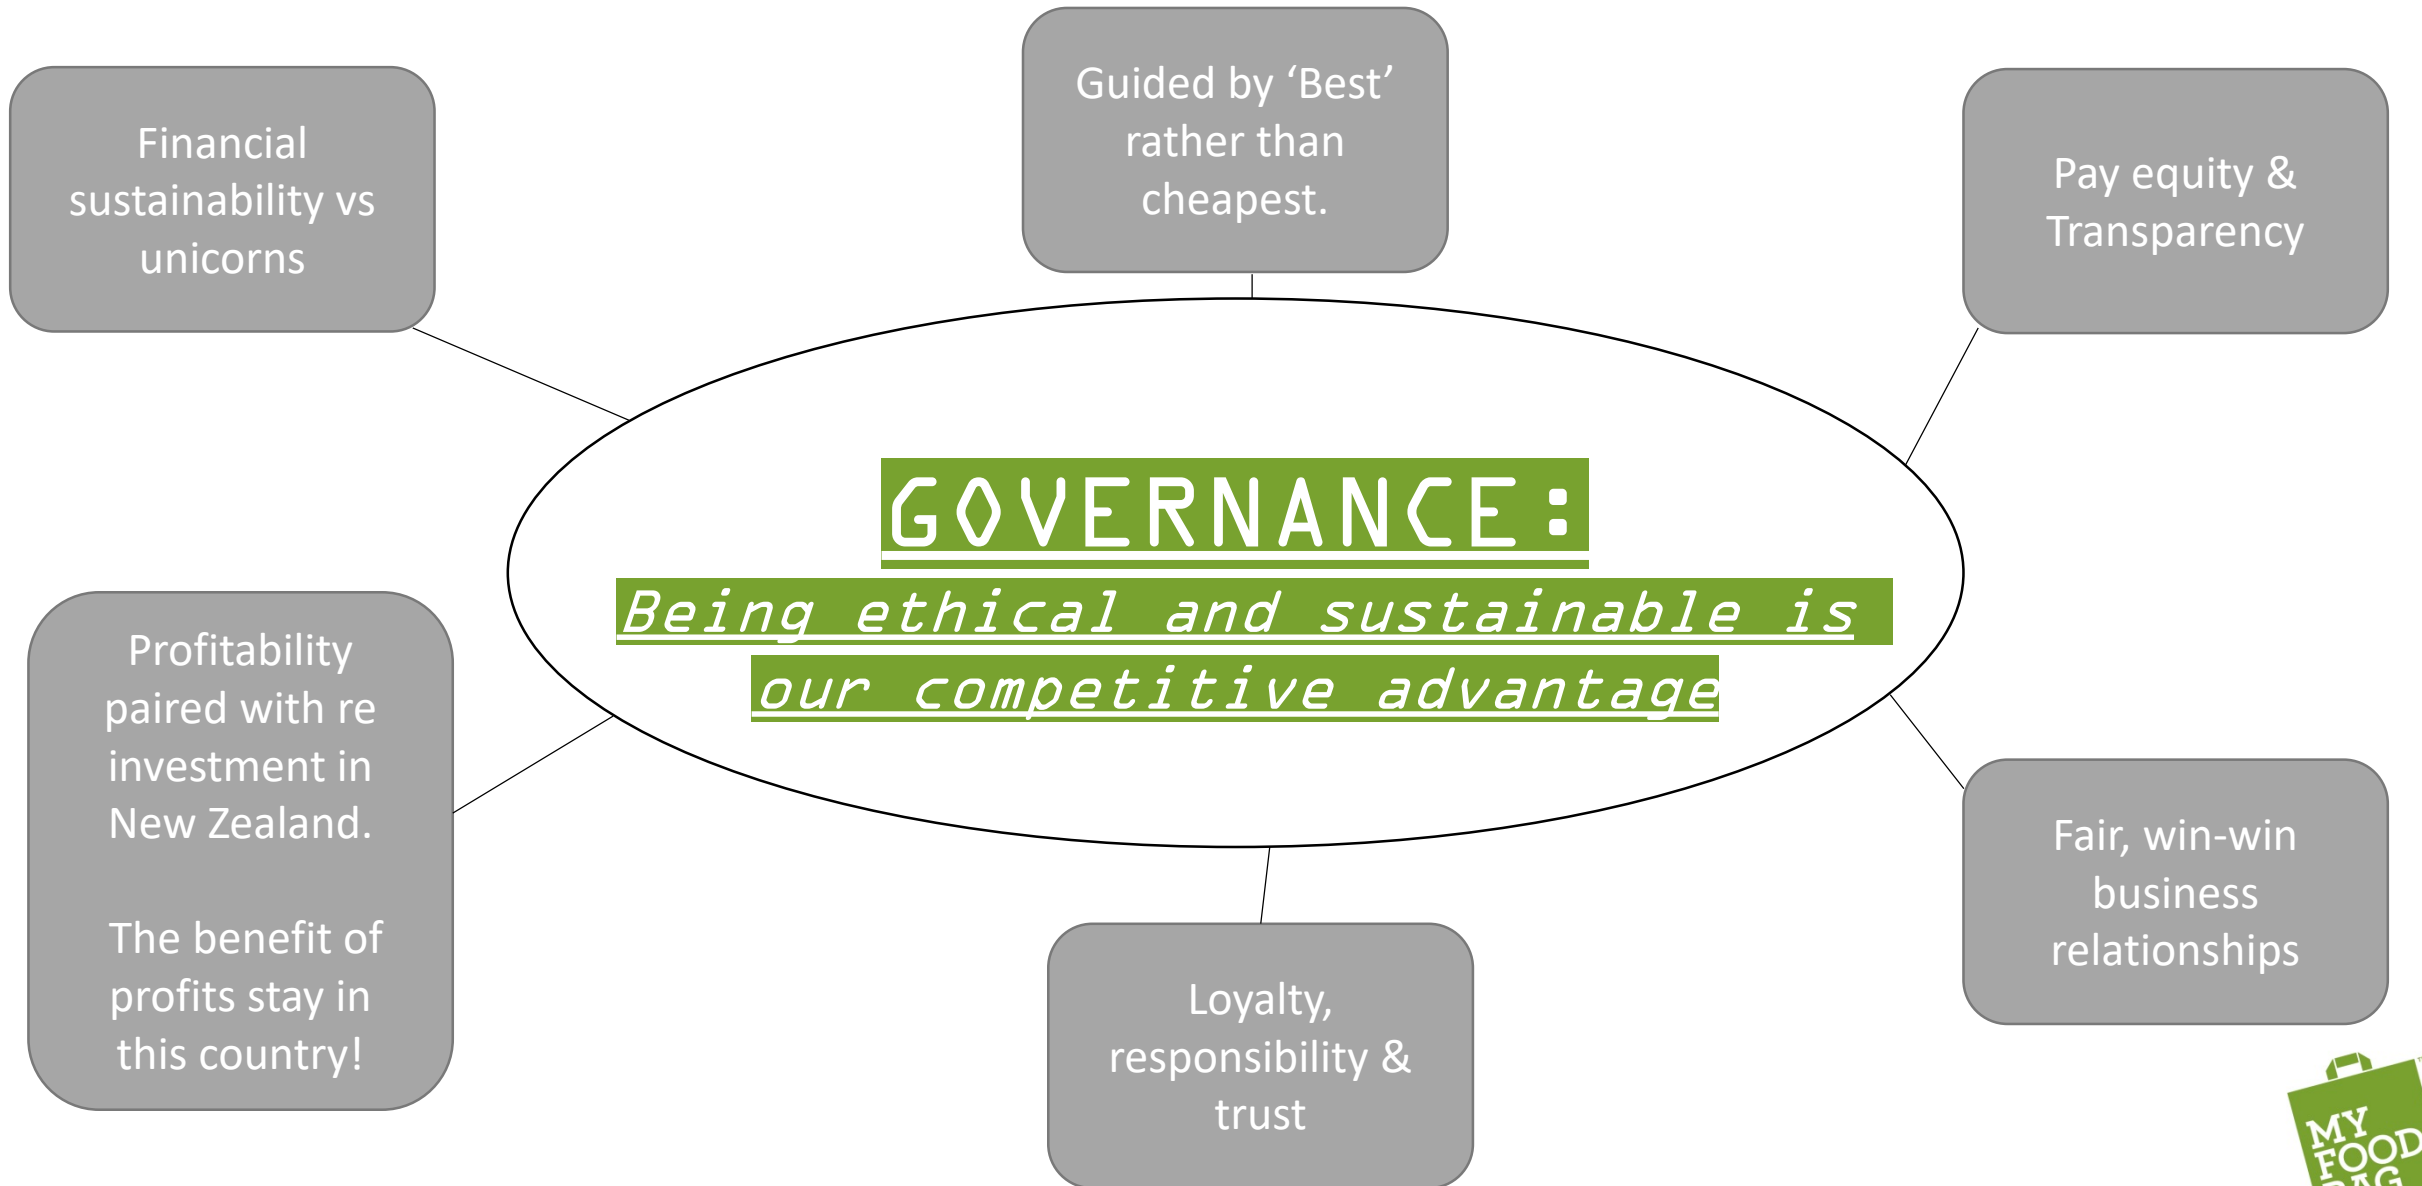 Financial
sustainability vs
unicorns
Guided by ‘Best’
rather than
cheapest.
Pay equity &
Transparency
GOVERNANCE:
Being ethical and sustainable is
our competitive advantage
Profitability
paired with re
investment in
New Zealand.
The benefit of
profits stay in
this country!
Loyalty,
responsibility &
trust
Fair, win-win
business
relationships
MY
FOOD
BAG